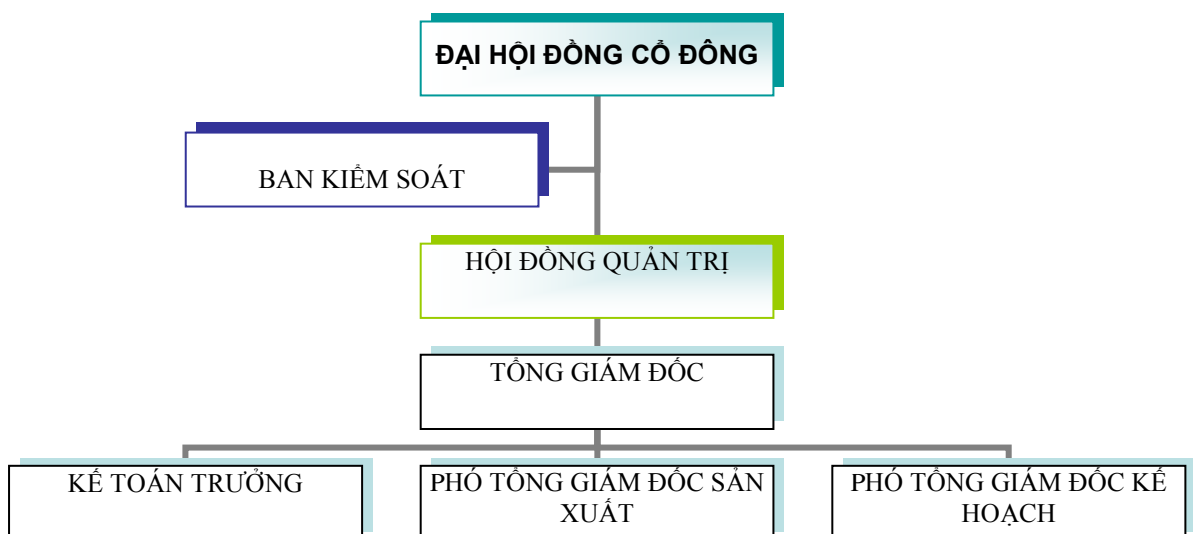 ĐẠI HỘI ĐỒNG CỔ ĐÔNG
BAN KIỂM SOÁT
HỘI ĐỒNG QUẢN TRỊ
TỔNG GIÁM ĐỐC
KẾ TOÁN TRƯỞNG
PHÓ TỔNG GIÁM ĐỐC SẢN
XUẤT
PHÓ TỔNG GIÁM ĐỐC KẾ
HOẠCH